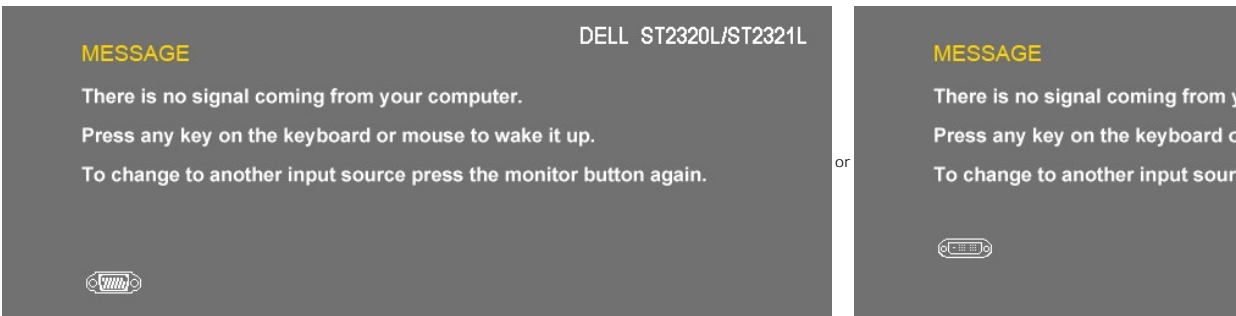 DELL ST2320L/ST2321L
MESSAGE
There is no signal coming from your computer.
Press any key on the keyboard or mouse to wake it up.
To change to another input source press the monitor button again.
or
MESSAGE
There is no signal coming from
Press any key on the keyboard
To change to another input